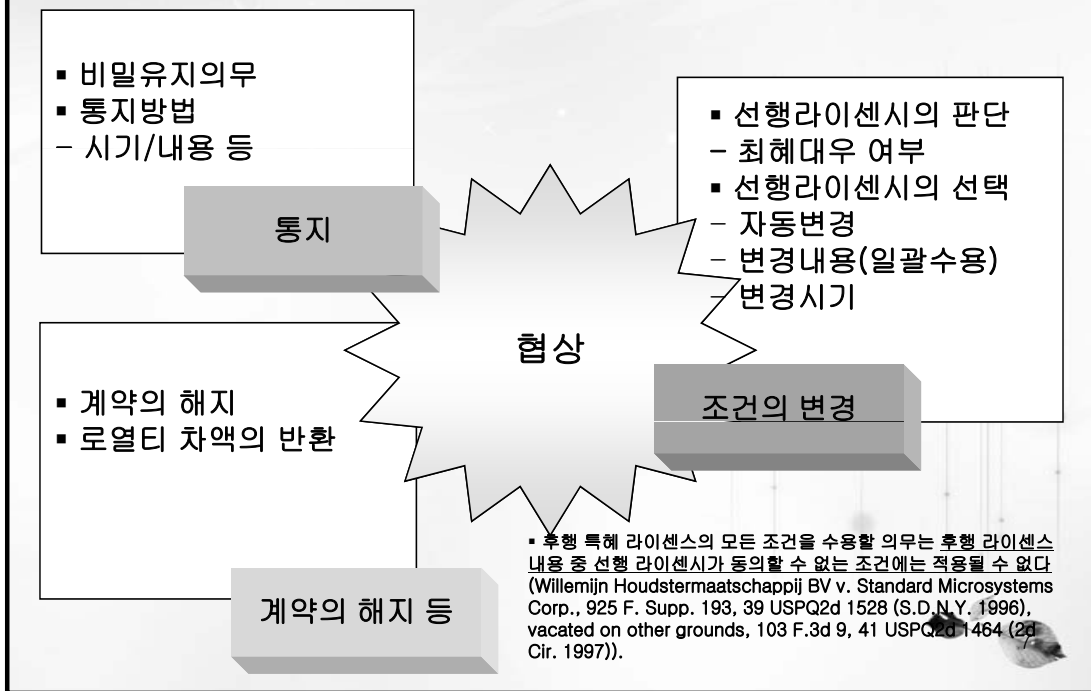 ▪ 비밀유지의무
▪ 통지방법
– 시기/내용 등
통지
▪ 선행라이센시의 판단
– 최혜대우 여부
▪ 선행라이센시의 선택
– 자동변경
– 변경내용(일괄수용)
– 변경시기
협상
조건의 변경
▪ 계약의 해지
▪ 로열티 차액의 반환
계약의 해지 등
▪ 후행 특혜 라이센스의 모든 조건을 수용할 의무는 후행 라이센스
내용 중 선행 라이센시가 동의할 수 없는 조건에는 적용될 수 없다
(Willemijn Houdstermaatschappij BV v. Standard Microsystems
Corp., 925 F. Supp. 193, 39 USPQ2d 1528 (S.D.N.Y. 1996),
vacated on other grounds, 103 F.3d 9, 41 USPQ2d 1464 (2d
Cir. 1997)).
7